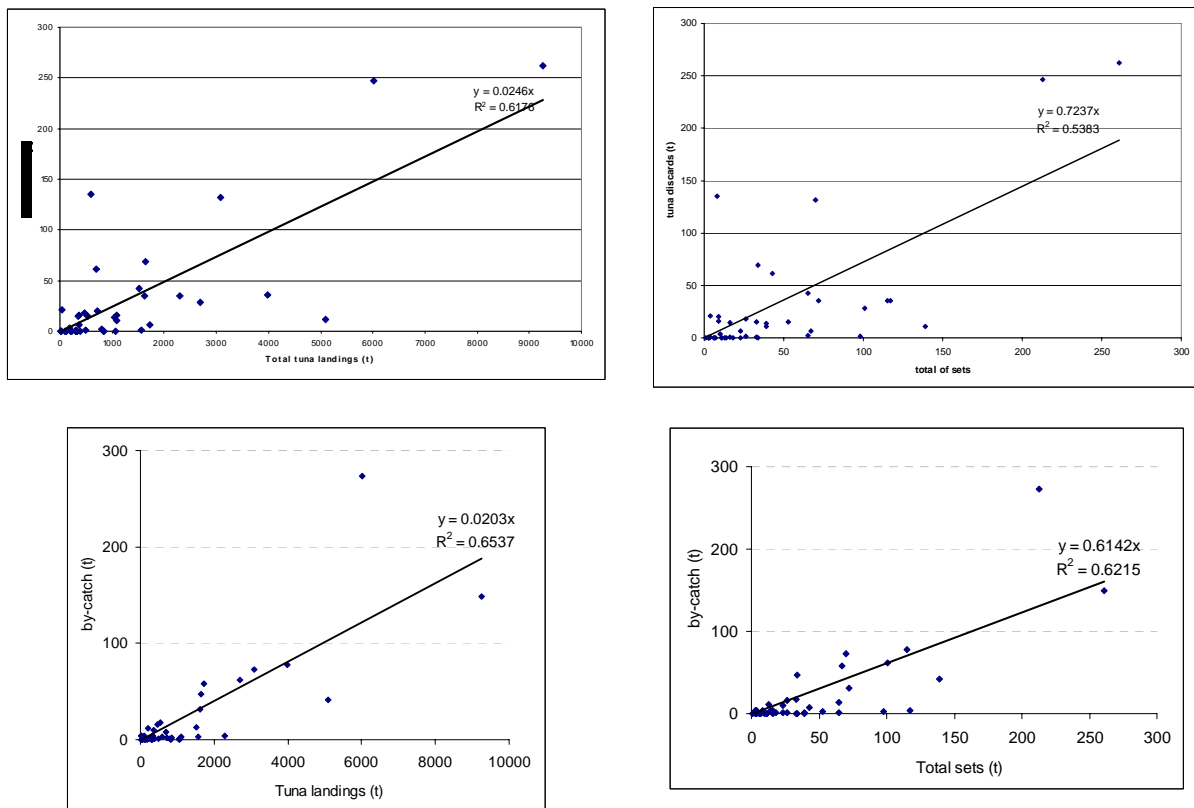 300
250
200
150
100
50
0
y = 0.0246x
R² = 0.6176
0 1000 2000 3000 4000 5000 6000 7000 8000 9000 10000
Total tuna landings (t)
300
250
200
150
100
50
0
tuna discards (t)
y = 0.7237x
R² = 0.5383
0 50 100 150 200 250 300
total of sets
300
200
100
0
by-catch (t)
y = 0.0203x
R² = 0.6537
0 2000 4000 6000 8000 10000
Tuna landings (t)
300
200
100
0
by-catch (t)
y = 0.6142x
R² = 0.6215
0 50 100 150 200 250 300
Total sets (t)